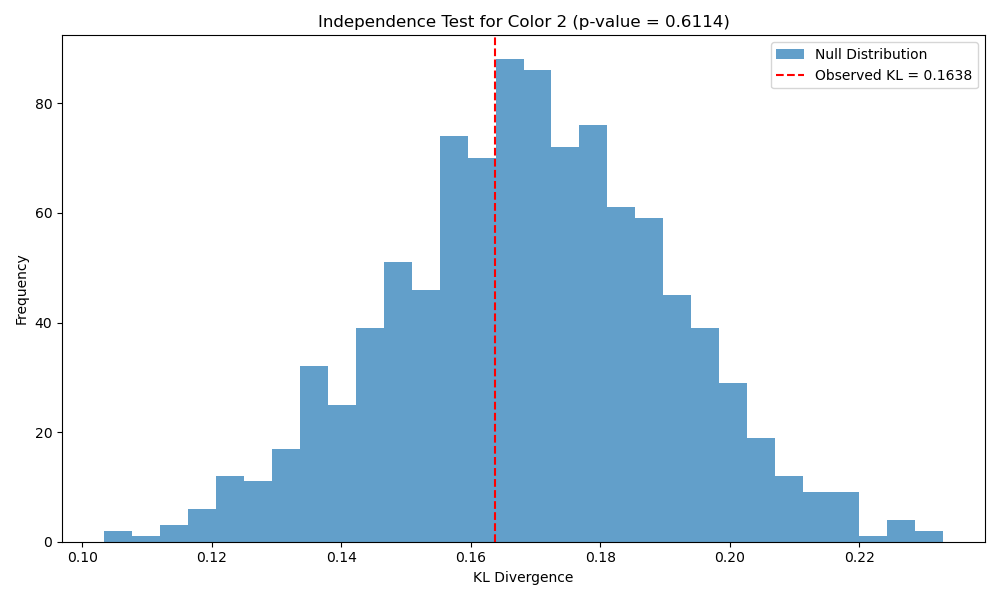 Independence Test for Color 2 (p-value = 0.6114)
Null Distribution
Observed KL = 0.1638
Frequency
80
60
40
20
0
0.10 0.12 0.14 0.16 0.18 0.20 0.22
KL Divergence